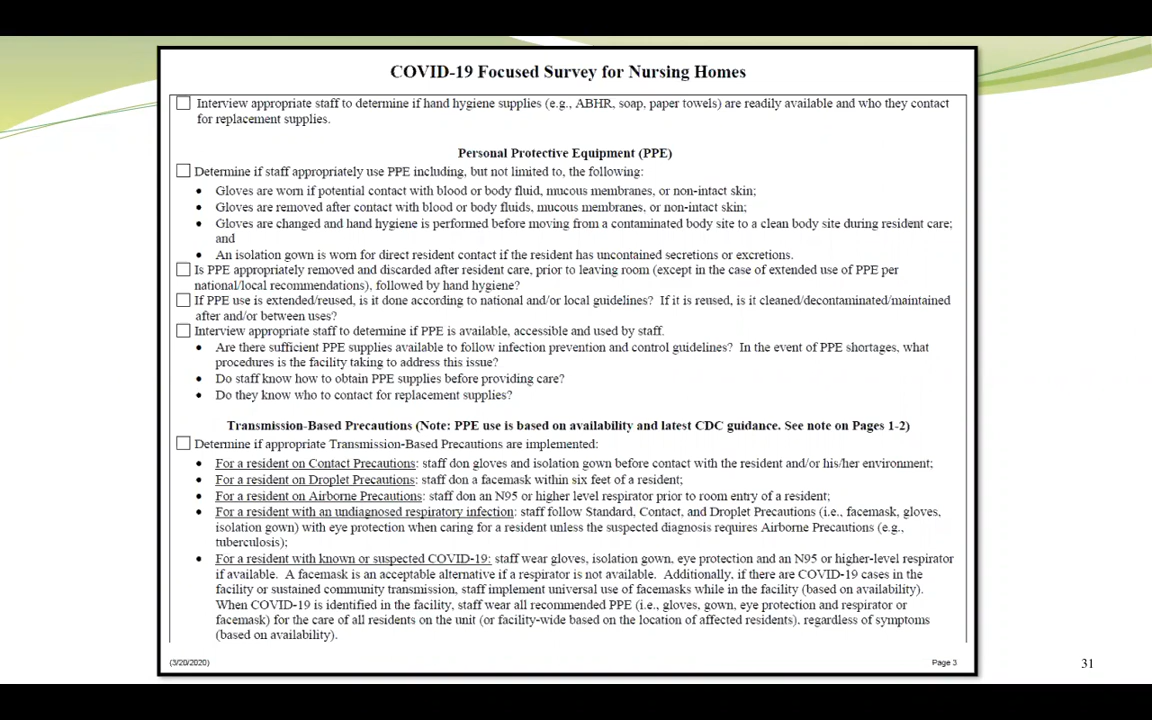 COVID-19 Focused Survey for Nursing Homes
Interview appropriate staff to determine if hand hygiene supplies (e.g., ABHR, soap, paper towels) are readily available and who they contact
for replacement supplies.
Personal Protective Equipment (PPE)
Determine if staff appropriately use PPE including, but not limited to, the following:
• Gloves are worn if potential contact with blood or body fluid, mucous membranes, or non-intact skin;
• Gloves are removed after contact with blood or body fluids, mucous membranes, or non-intact skin;
• Gloves are changed and hand hygiene is performed before moving from a contaminated body site to a clean body site during resident care;
and
• An isolation gown is worn for direct resident contact if the resident has uncontained secretions or excretions.
Is PPE appropriately removed and discarded after resident care, prior to leaving room (except in the case of extended use of PPE per
national/local recommendations), followed by hand hygiene?
If PPE use is extended/reused, is it done according to national and/or local guidelines? If it is reused, is it cleaned/decontaminated/maintained
after and/or between uses?
Interview appropriate staff to determine if PPE is available, accessible and used by staff.
• Are there sufficient PPE supplies available to follow infection prevention and control guidelines? In the event of PPE shortages, what
procedures is the facility taking to address this issue?
• Do staff know how to obtain PPE supplies before providing care?
• Do they know who to contact for replacement supplies?
Transmission-Based Precautions (Note: PPE use is based on availability and latest CDC guidance. See note on Pages 1-2)
Determine if appropriate Transmission-Based Precautions are implemented:
• For a resident on Contact Precautions: staff don gloves and isolation gown before contact with the resident and/or his/her environment;
• For a resident on Droplet Precautions: staff don a facemask within six feet of a resident;
• For a resident on Airborne Precautions: staff don an N95 or higher level respirator prior to room entry of a resident;
• For a resident with an undiagnosed respiratory infection: staff follow Standard, Contact, and Droplet Precautions (i.e., facemask, gloves,
isolation gown) with eye protection when caring for a resident unless the suspected diagnosis requires Airborne Precautions (e.g.,
tuberculosis);
• For a resident with known or suspected COVID-19: staff wear gloves, isolation gown, eye protection and an N95 or higher-level respirator
if available. A facemask is an acceptable alternative if a respirator is not available. Additionally, if there are COVID-19 cases in the
facility or sustained community transmission, staff implement universal use of facemasks while in the facility (based on availability).
When COVID-19 is identified in the facility, staff wear all recommended PPE (i.e., gloves, gown, eye protection and respirator or
facemask) for the care of all residents on the unit (or facility-wide based on the location of affected residents), regardless of symptoms
(based on availability).
(3/20/2020) Page 3
31